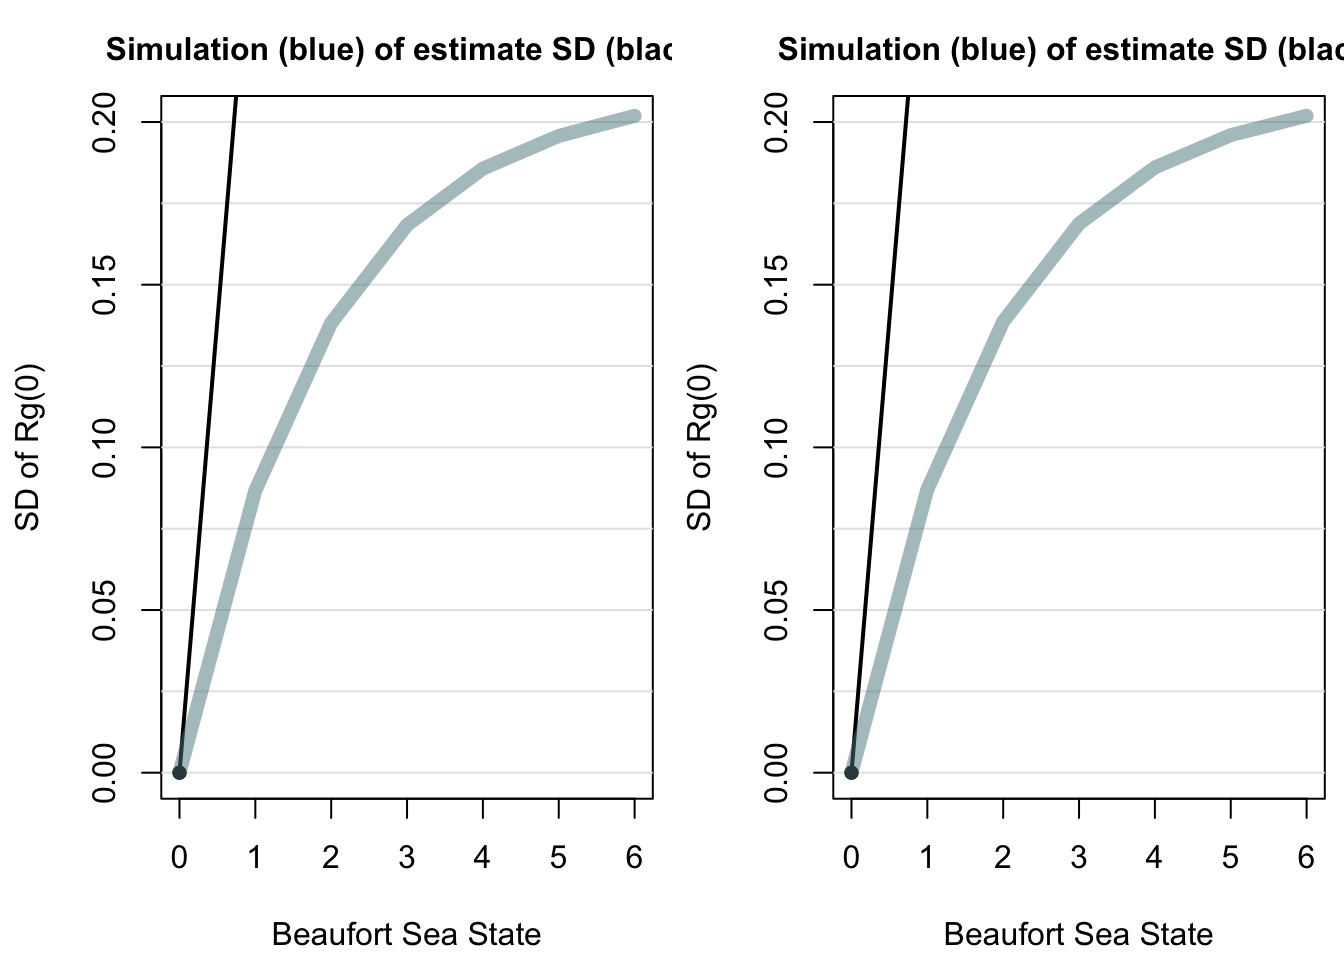 Simulation (blue) of estimate SD (blac
0.20
0.15
0.10
0.05
0.00
SD of Rg(0)
0 1 2 3 4 5 6
Beaufort Sea State
Simulation (blue) of estimate SD (blac
0.20
0.15
0.10
0.05
0.00
SD of Rg(0)
0 1 2 3 4 5 6
Beaufort Sea State